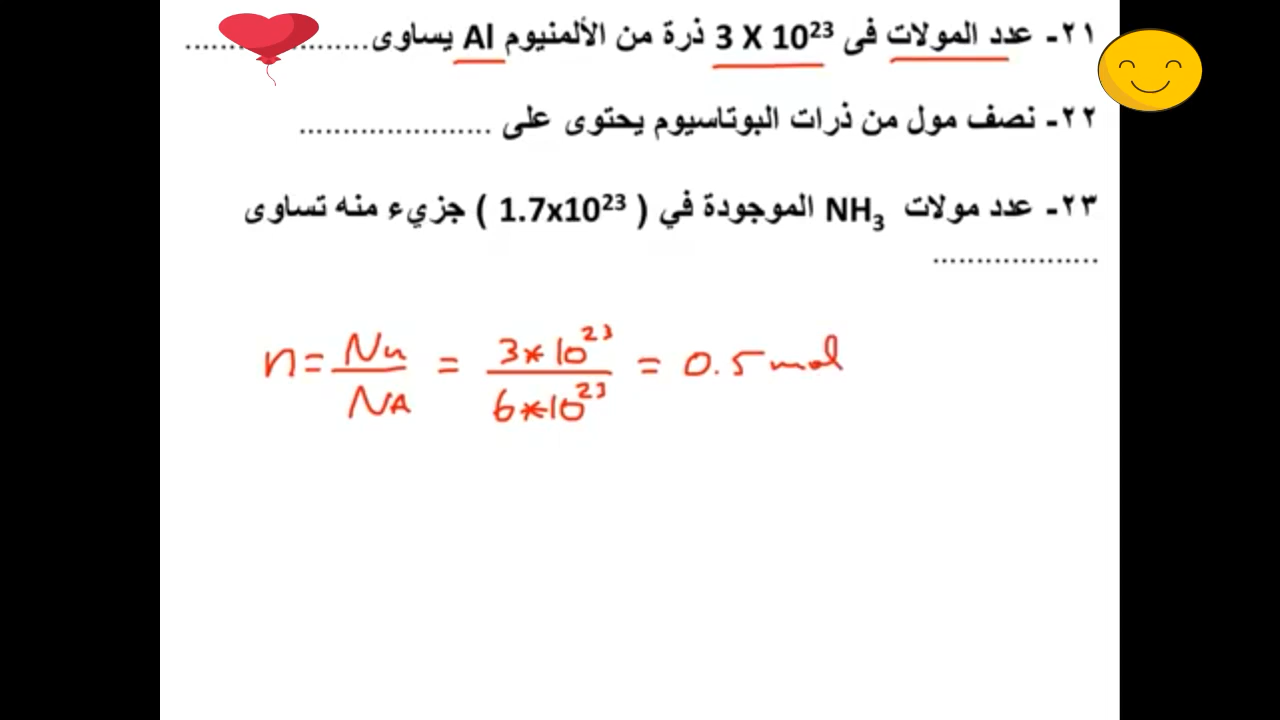 ٢١- عدد المولات فى 3 X 10²³ ذرة من الألمنيوم Al يساوى.....................
٢٢- نصف مول من ذرات البوتاسيوم يحتوى على ......................
٢٣- عدد مولات NH₃ الموجودة في ( 1.7x10²³ ) جزيء منه تساوى
...................
n = Nu / NA = 3*10²³ / 6*10²³ = 0.5 mol